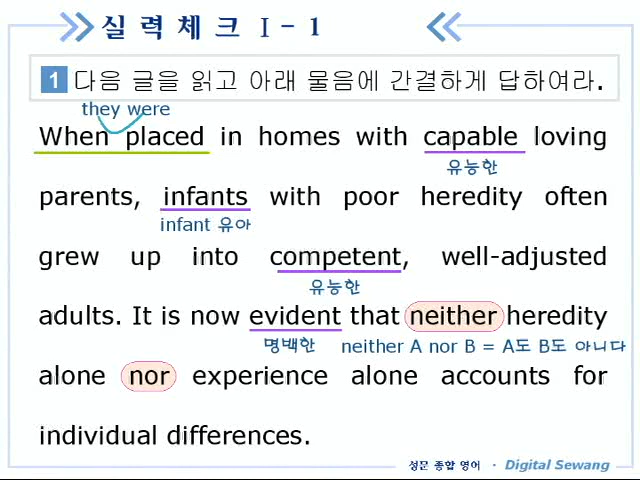 실력체크 I - 1
1 다음 글을 읽고 아래 물음에 간결하게 답하여라.
they were
When placed in homes with capable loving
유능한
parents, infants with poor heredity often
infant 유아
grew up into competent, well-adjusted
유능한
adults. It is now evident that neither heredity
명백한 neither A nor B = A도 B도 아니다
alone nor experience alone accounts for
individual differences.
성문 종합 영어 · Digital Sewang